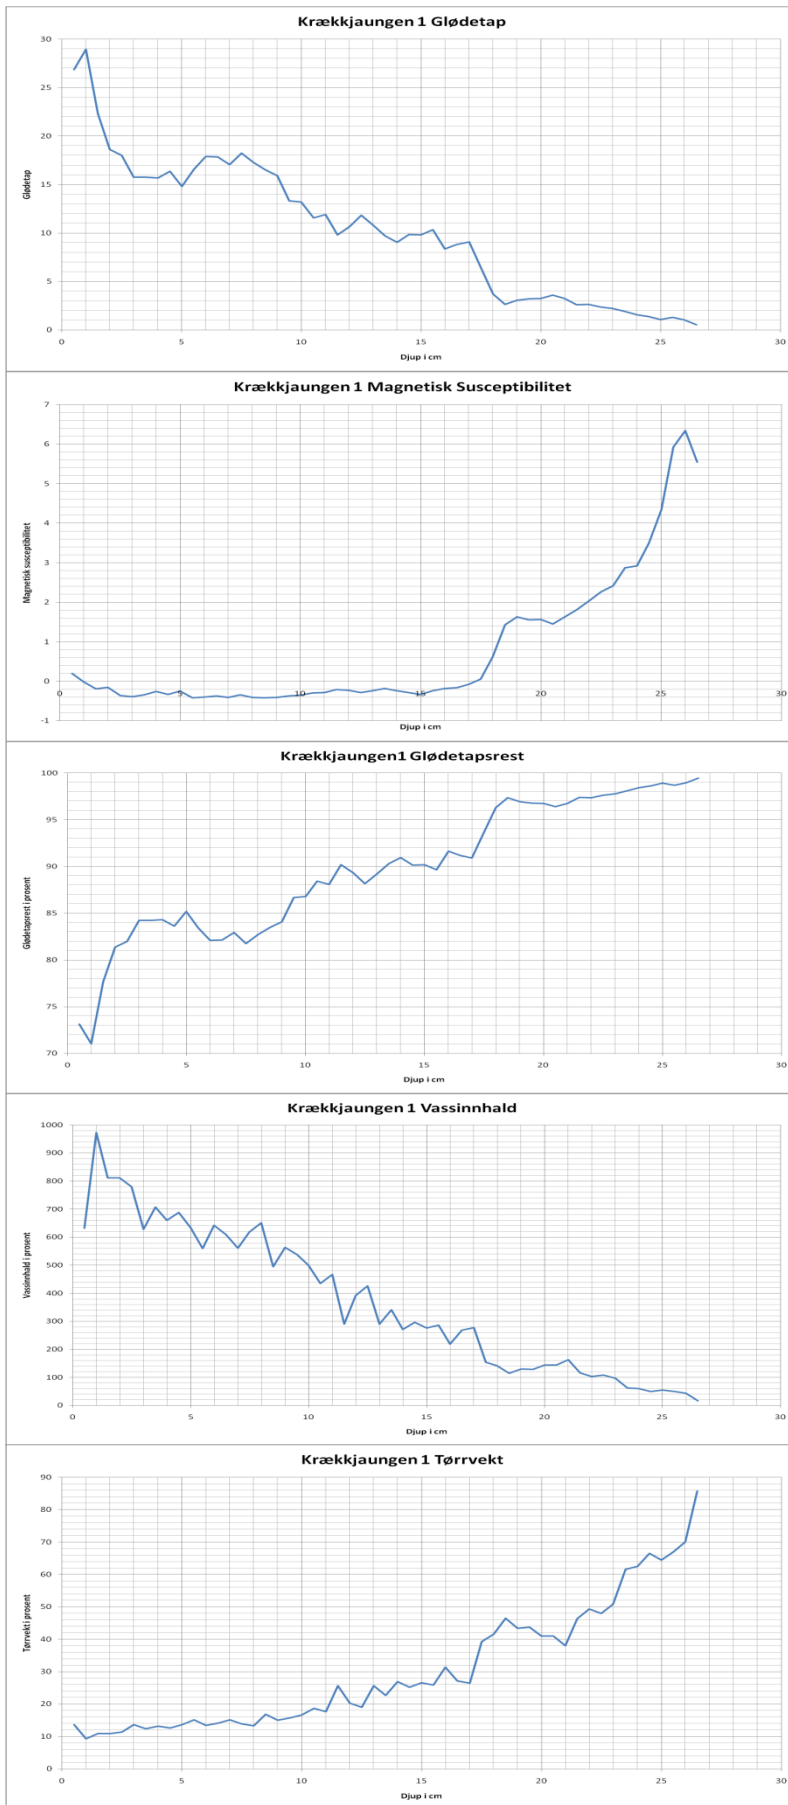 Krækkjaungen 1 Glødetap
30
25
20
15
10
5
0
Glødetap
0 5 10 15 20 25 30
Djup i cm
Krækkjaungen 1 Magnetisk Susceptibilitet
7
6
5
4
3
2
1
0
-1
Magnetisk susceptibilitet
0 5 10 15 20 25 30
Djup i cm
Krækkjaungen1 Glødetapsrest
100
95
90
85
80
75
70
Glødetapsrest i prosent
0 5 10 15 20 25 30
Djup i cm
Krækkjaungen 1 Vassinnhald
1000
900
800
700
600
500
400
300
200
100
0
Vassinnhald i prosent
0 5 10 15 20 25 30
Djup i cm
Krækkjaungen 1 Tørrvekt
90
80
70
60
50
40
30
20
10
0
Tørrvekt i prosent
0 5 10 15 20 25 30
Djup i cm